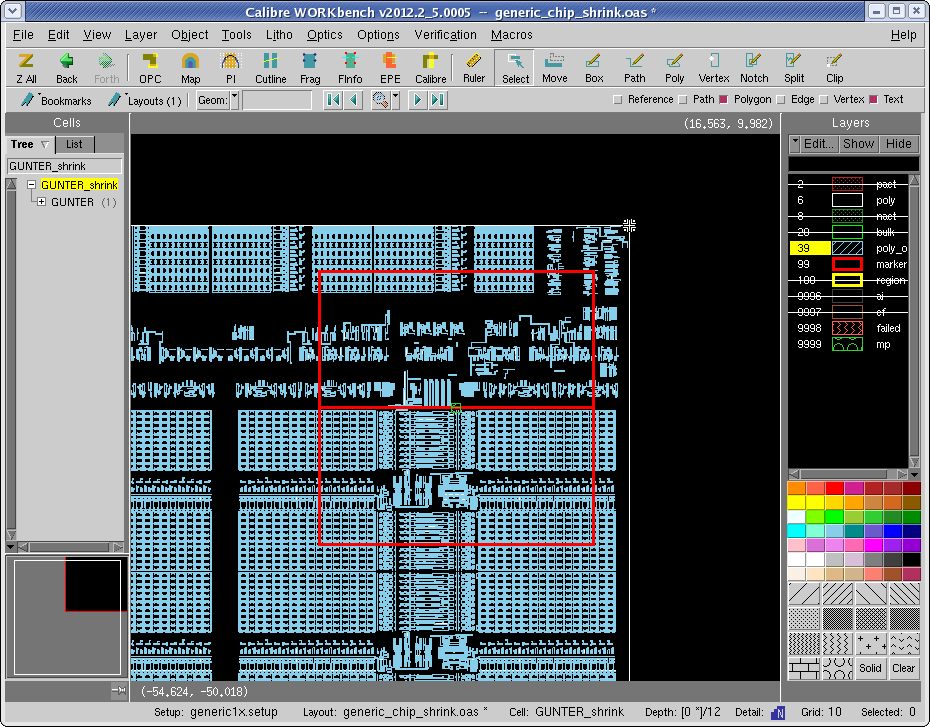 Calibre WORKbench v2012.2_5.0005 -- generic_chip_shrink.oas *
File Edit View Layer Object Tools Litho Optics Options Verification Macros Help
Z All Back Forth OPC Map PI Cutline Frag FInfo EPE Calibre Ruler Select Move Box Path Poly Vertex Notch Split Clip
Bookmarks Layouts (1) Geom: Reference Path Polygon Edge Vertex Text
Cells
(16.563, 9.982)
Layers
Tree List
Edit... Show Hide
GUNTER_shrink
GUNTER_shrink
GUNTER (1)
2 pact
6 poly
8 nact
20 bulk
39 poly_o
99 marker
100 region
9996 ai
9997 cf
9998 failed
9999 mp
Solid Clear
(-54.624, -50.018)
Setup: generic1x.setup Layout: generic_chip_shrink.oas * Cell: GUNTER_shrink Depth: [0 *]/12 Detail: N Grid: 10 Selected: 0